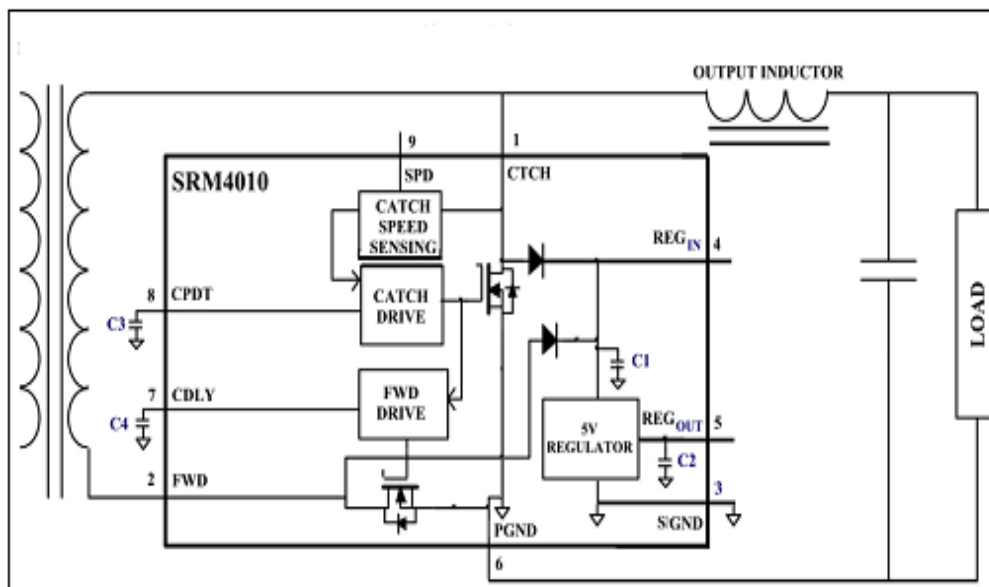 OUTPUT INDUCTOR
9
1
SRM4010
SPD
CTCH
CATCH
SPEED
SENSING
REGIN
4
8
CPDT
CATCH
DRIVE
C3
C1
LOAD
7
CDLY
FWD
DRIVE
C4
REGOUT
5
5V
REGULATOR
C2
2
FWD
3
PGND
S/GND
6